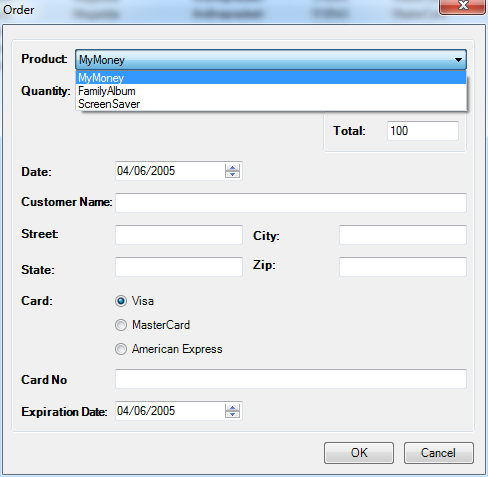 Order
Product: MyMoney
MyMoney
FamilyAlbum
ScreenSaver
Quantity:
Total: 100
Date: 04/06/2005
Customer Name:
Street: City:
State: Zip:
Card: Visa
MasterCard
American Express
Card No
Expiration Date: 04/06/2005
OK Cancel